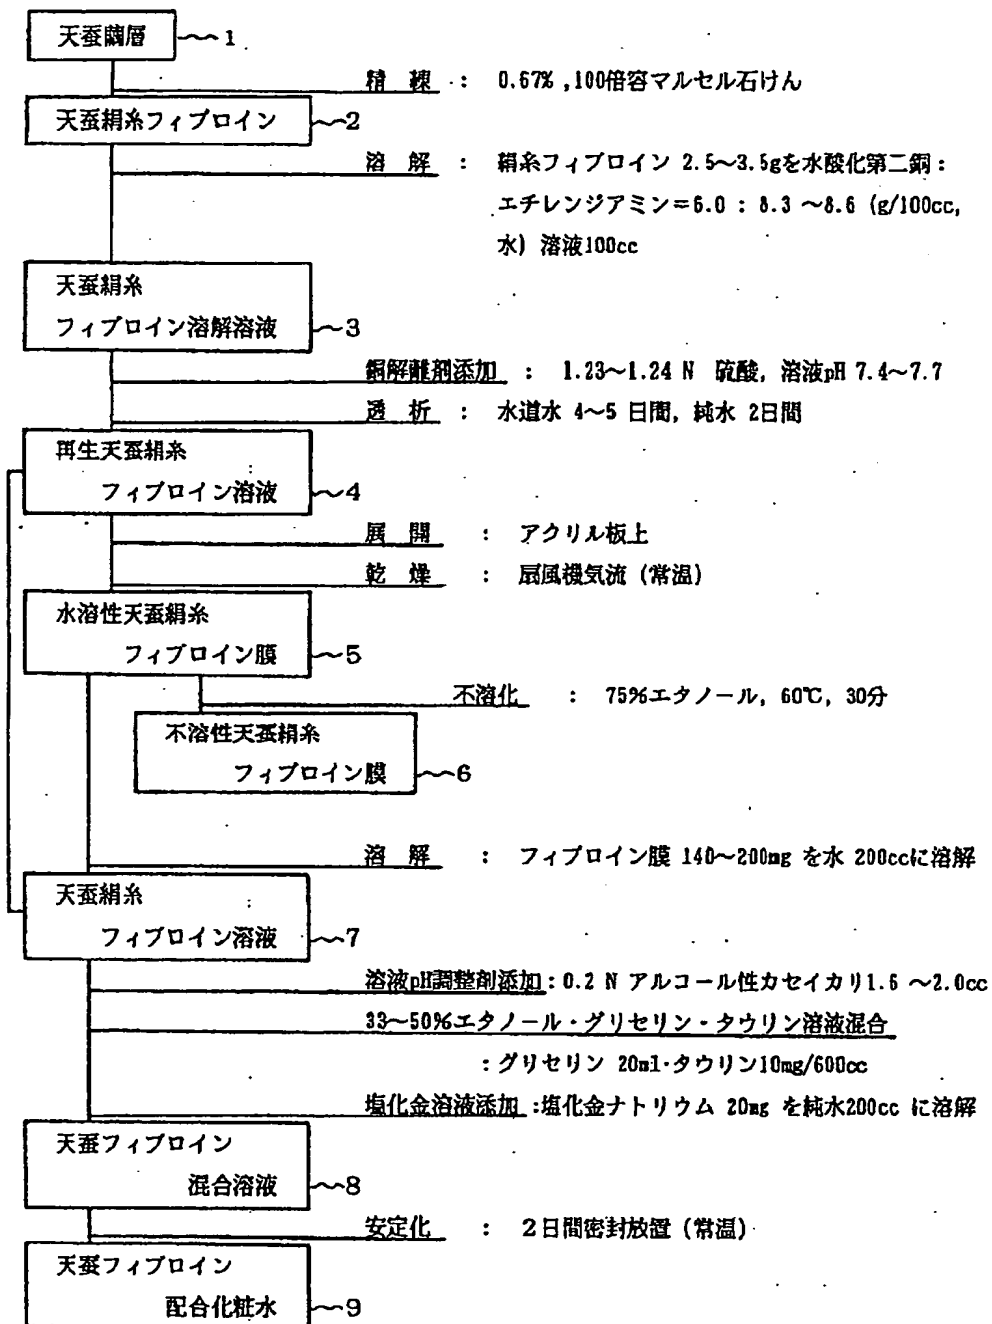 天蚕繭層 1
精練 : 0.67% ,100倍容マルセル石けん
天蚕絹糸フィブロイン 2
溶解 : 絹糸フィブロイン 2.5~3.5gを水酸化第二銅:
エチレンジアミン=6.0 : 8.3 ~8.6 (g/100cc,
水) 溶液100cc
天蚕絹糸
フィブロイン溶解溶液 3
銅解離剤添加 : 1.23~1.24 N 硫酸, 溶液pH 7.4~7.7
透析 : 水道水 4~5 日間, 純水 2日間
再生天蚕絹糸
フィブロイン溶液 4
展開 : アクリル板上
乾燥 : 扇風機気流 (常温)
水溶性天蚕絹糸
フィブロイン膜 5
不溶化 : 75%エタノール, 60℃, 30分
不溶性天蚕絹糸
フィブロイン膜 6
溶解 : フィブロイン膜 140~200mg を水 200ccに溶解
天蚕絹糸
フィブロイン溶液 7
溶液pH調整剤添加:0.2 N アルコール性カセイカリ1.6 ~2.0cc
33~50%エタノール・グリセリン・タウリン溶液混合
:グリセリン 20ml・タウリン10mg/600cc
塩化金溶液添加 :塩化金ナトリウム 20mg を純水200cc に溶解
天蚕フィブロイン
混合溶液 8
安定化 : 2日間密封放置 (常温)
天蚕フィブロイン
配合化粧水 9